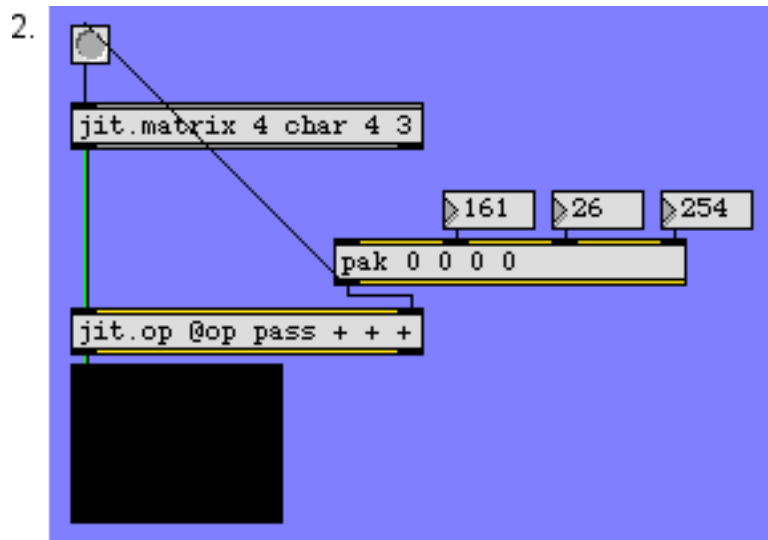 2.
jit.matrix 4 char 4 3
161 26 254
pak 0 0 0 0
jit.op @op pass + + +